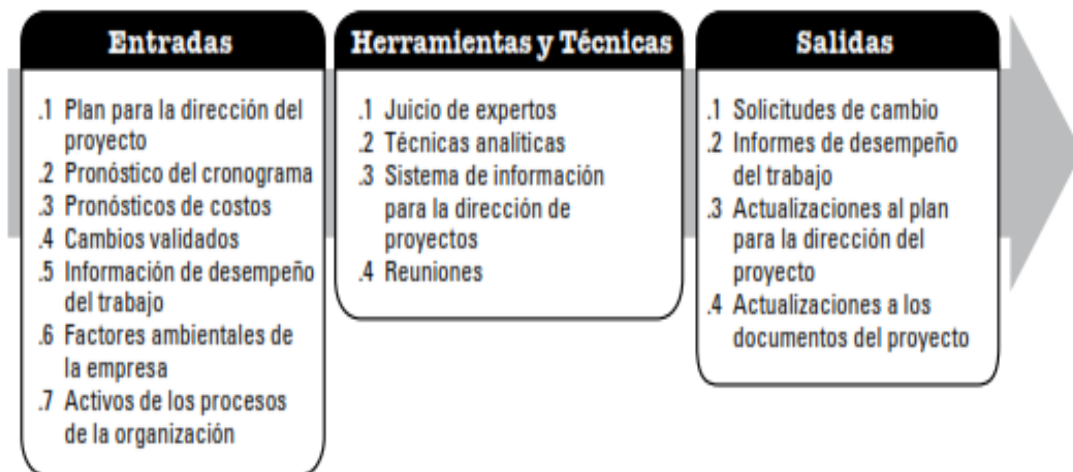 Entradas
.1 Plan para la dirección del
proyecto
.2 Pronóstico del cronograma
.3 Pronósticos de costos
.4 Cambios validados
.5 Información de desempeño
del trabajo
.6 Factores ambientales de
la empresa
.7 Activos de los procesos
de la organización
Herramientas y Técnicas
.1 Juicio de expertos
.2 Técnicas analíticas
.3 Sistema de información
para la dirección de
proyectos
.4 Reuniones
Salidas
.1 Solicitudes de cambio
.2 Informes de desempeño
del trabajo
.3 Actualizaciones al plan
para la dirección del
proyecto
.4 Actualizaciones a los
documentos del proyecto